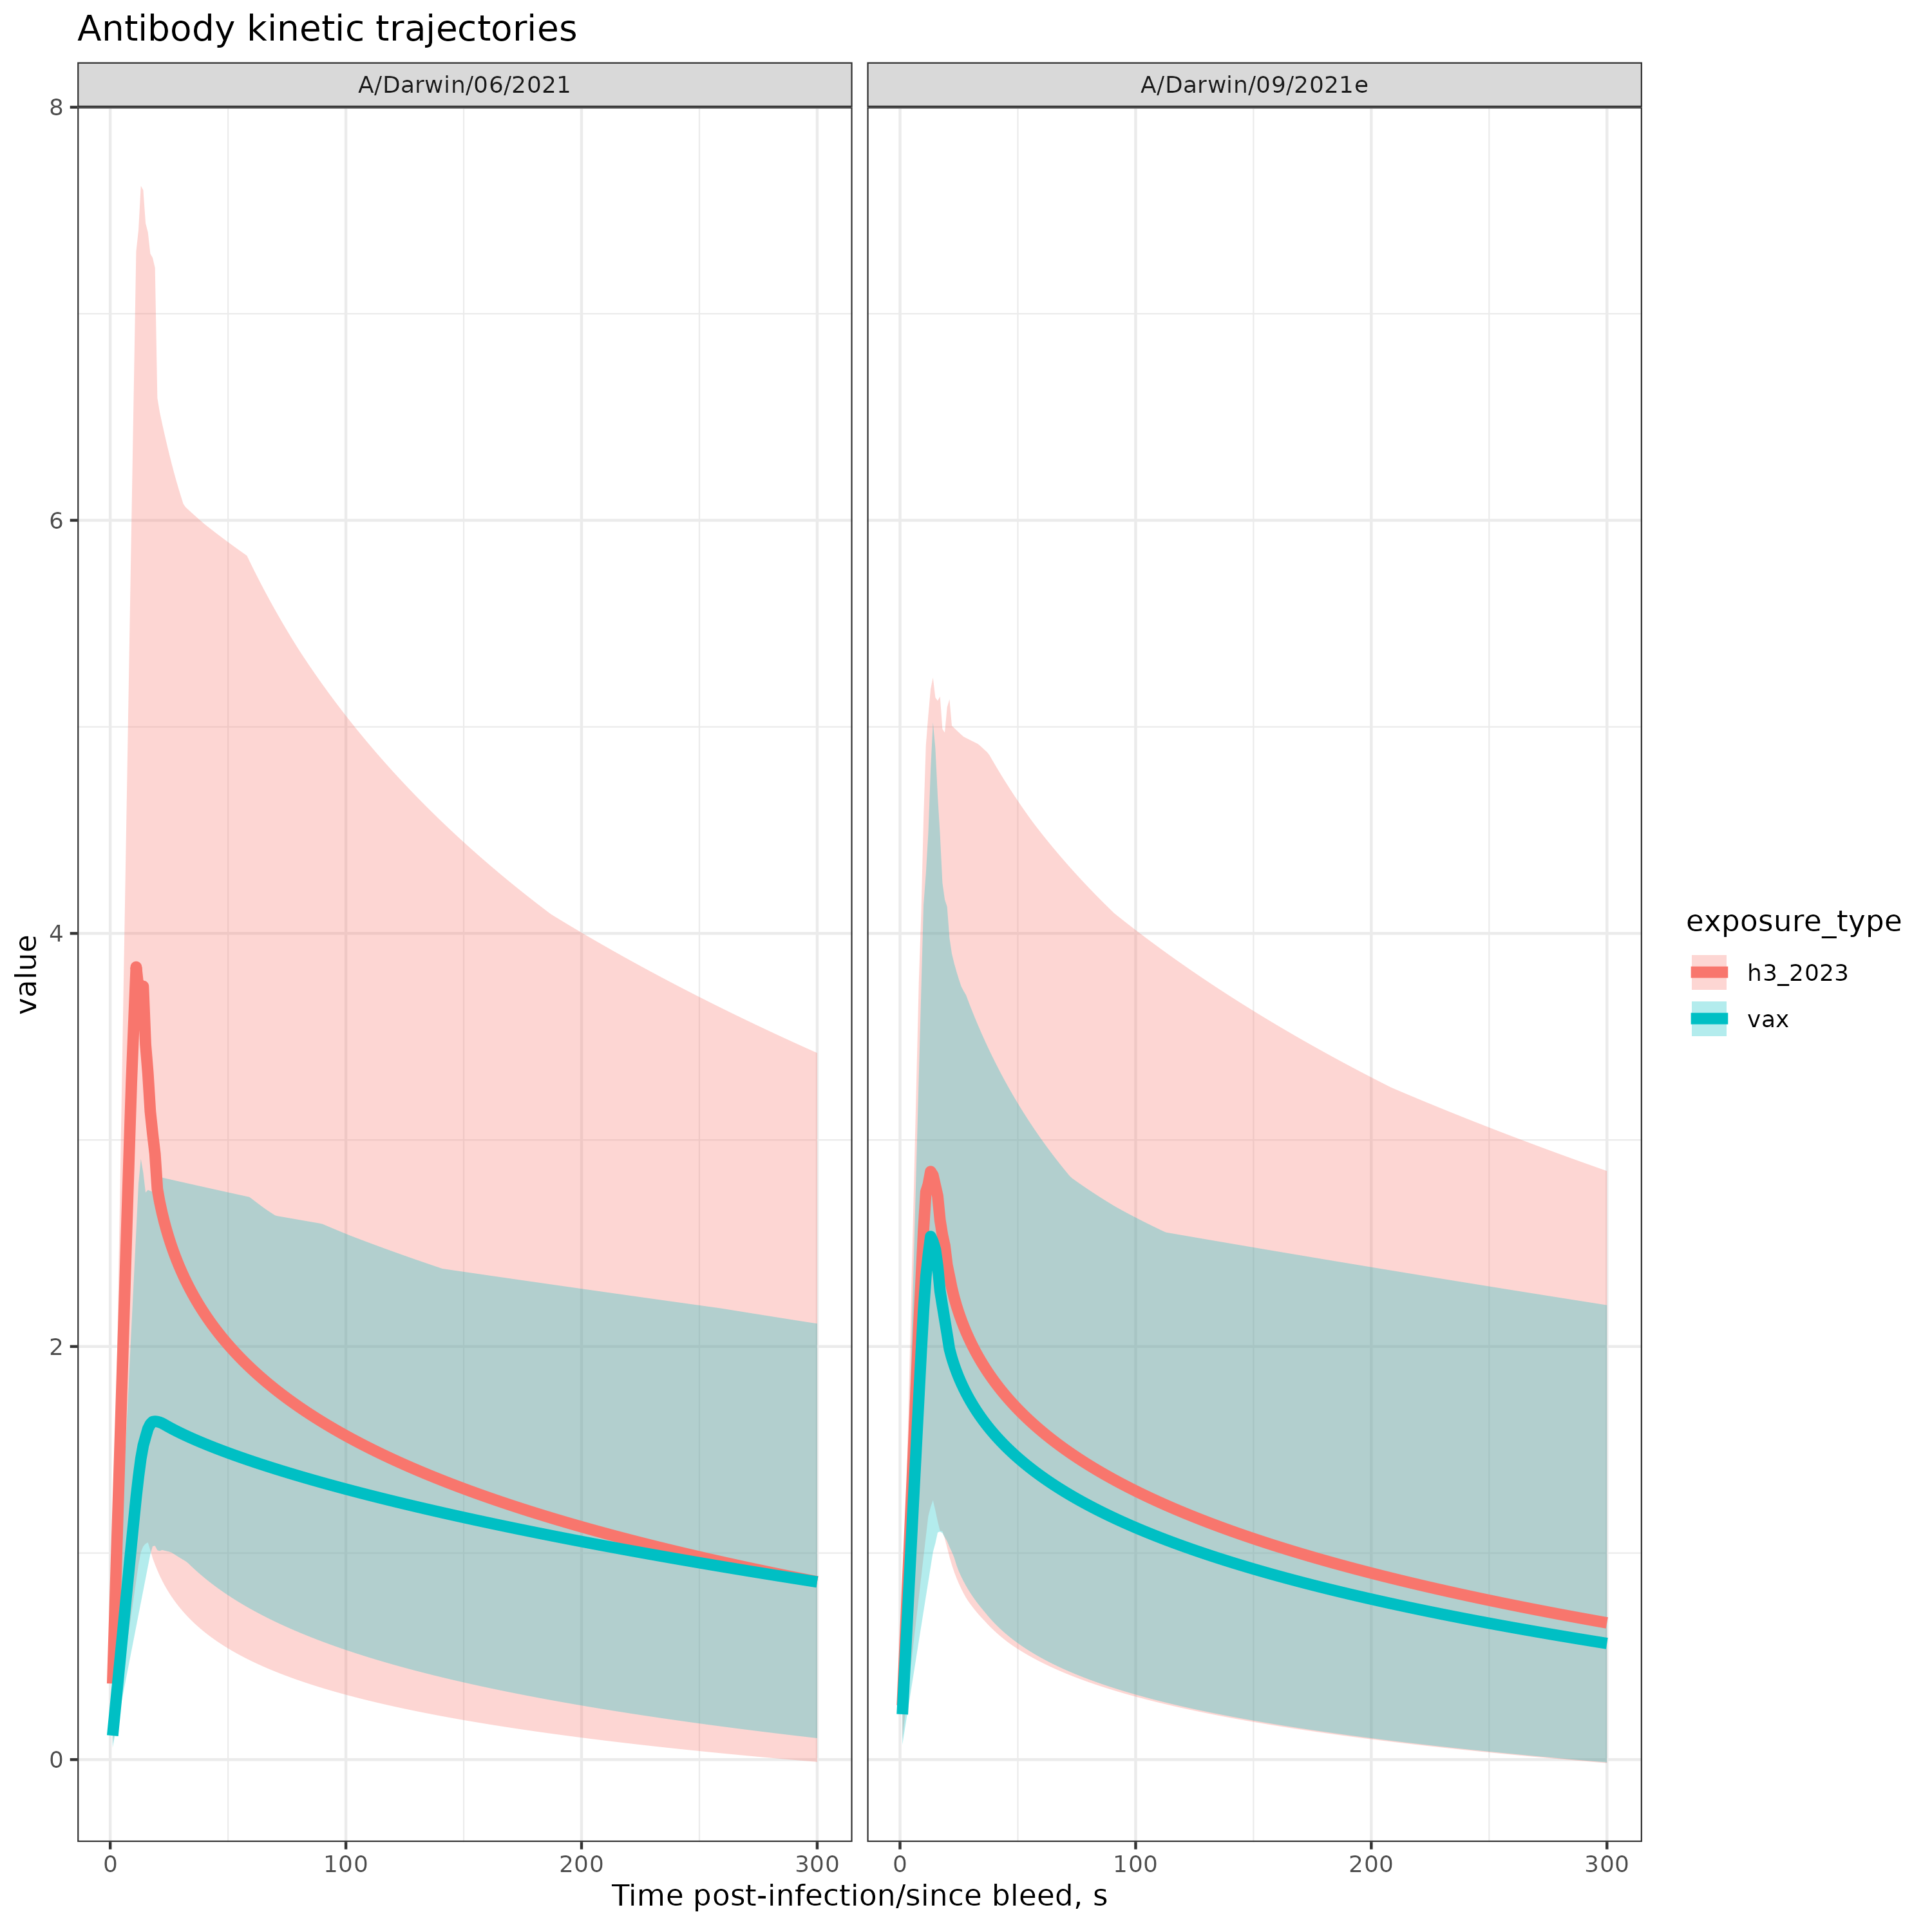 Antibody kinetic trajectories
A/Darwin/06/2021
A/Darwin/09/2021e
8
6
4
2
0
value
0
100
200
300
0
100
200
300
Time post-infection/since bleed, s
exposure_type
h3_2023
vax